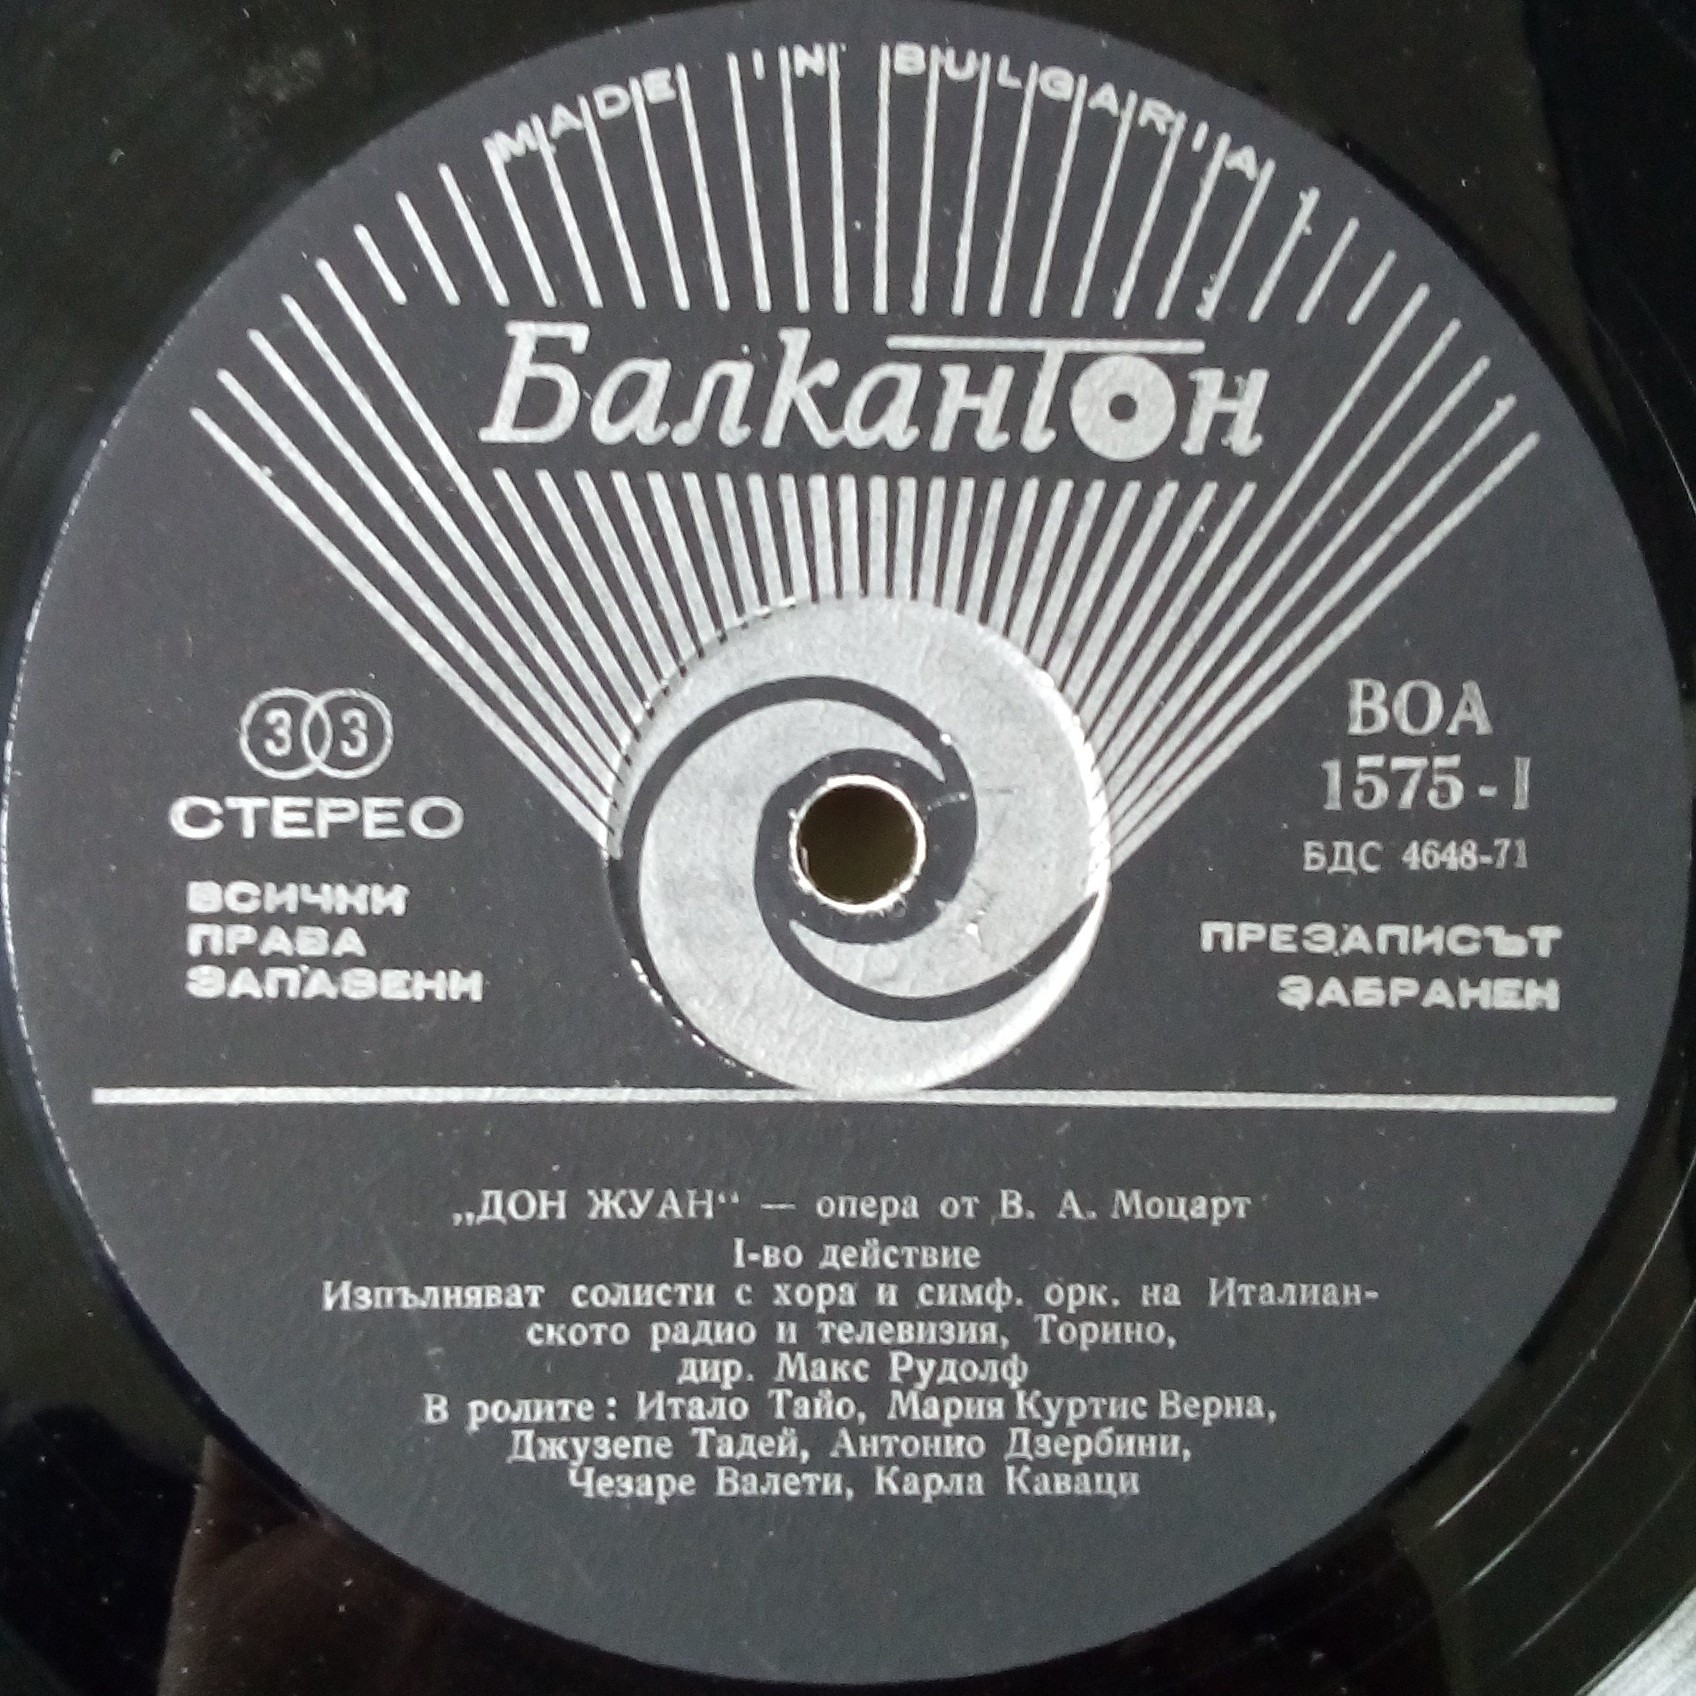 MADE IN BULGARIA
Балкантон
33
СТЕРЕО
ВСИЧКИ
ПРАВА
ЗАПАЗЕНИ
ВОА
1575-I
БДС 4648-71
ПРЕЗАПИСЪТ
ЗАБРАНЕН
„ДОН ЖУАН“ — опера от В. А. Моцарт
I-во действие
Изпълняват солисти с хора и симф. орк. на Италиан-
ското радио и телевизия, Торино,
дир. Макс Рудолф
В ролите: Итало Тайо, Мария Куртис Верна,
Джузепе Тадей, Антонио Дзербини,
Чезаре Валети, Карла Каваци